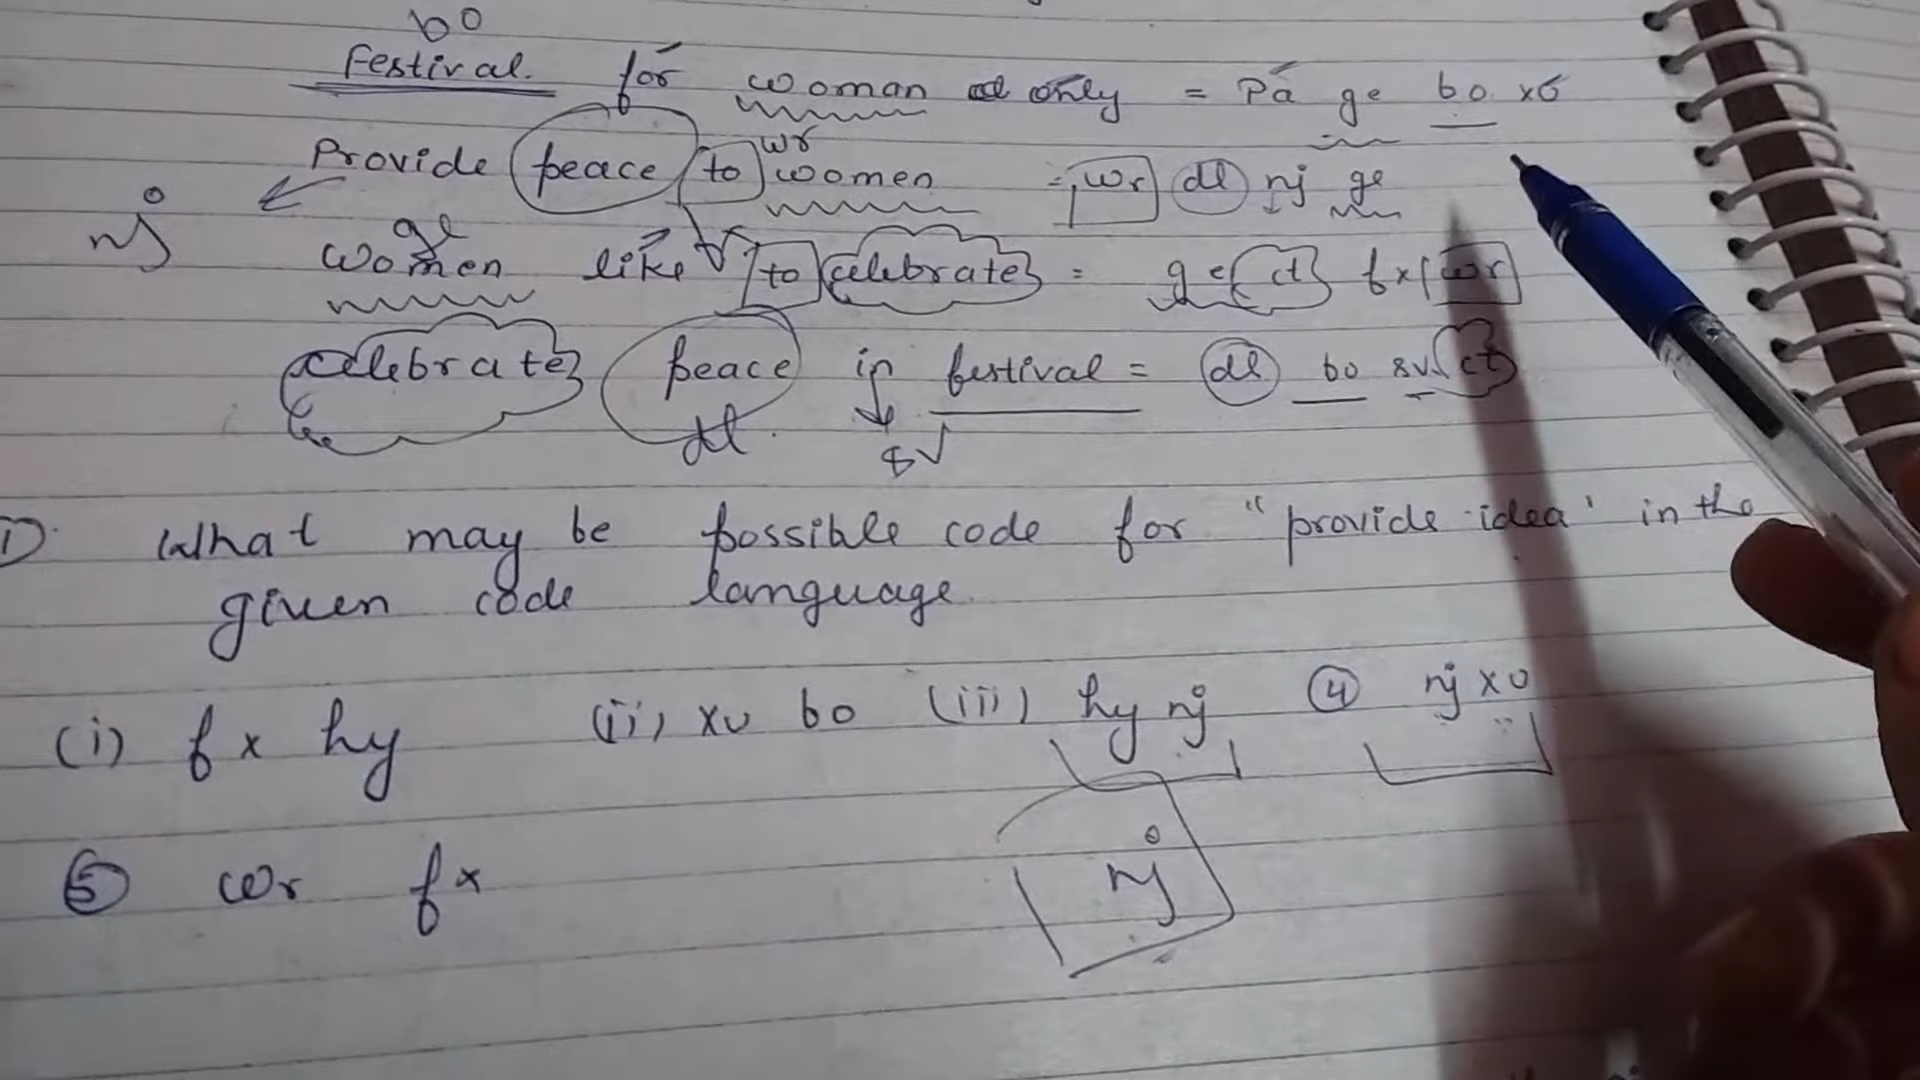 bo
Festival for woman only = Pa ge bo xo
wr
Provide peace to women = wr dl nj ge
nj
ge
women like to celebrate = ge ct fx wr
celebrate peace in festival = dl bo sv ct
dl sv
1) What may be possible code for "provide idea' in the
given code language
(i) fx hy (ii) xo bo (iii) hy nj (4) nj xo
nj
(5) wr fx